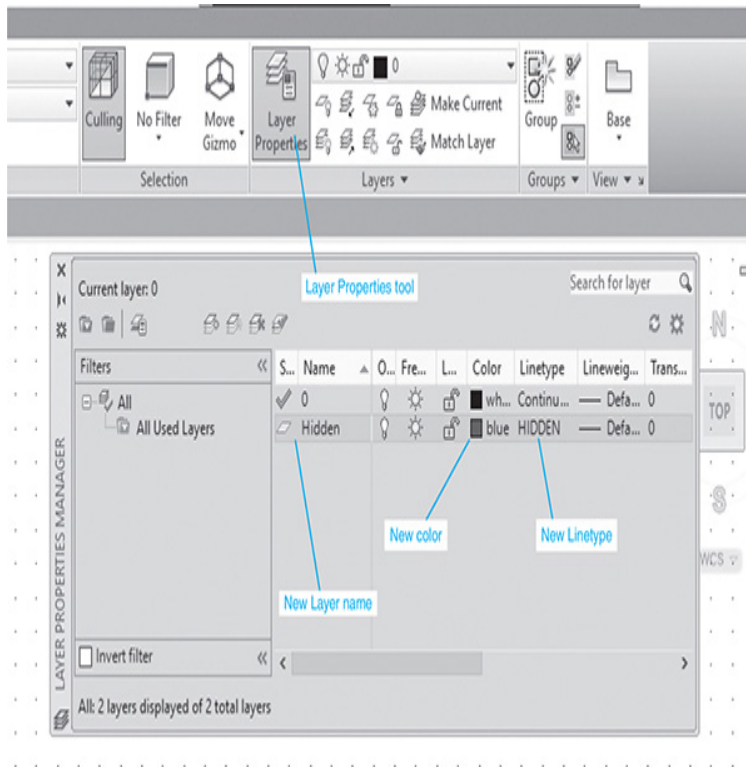 0
Make Current
Culling No Filter Move Gizmo Layer Properties Match Layer Group Base
Selection Layers Groups View
Layer Properties tool
Current layer: 0 Search for layer
Filters S... Name O... Fre... L... Color Linetype Lineweig... Trans...
All 0 wh... Continu... Defa... 0
All Used Layers Hidden blue HIDDEN Defa... 0
New color New Linetype
New Layer name
Invert filter
All: 2 layers displayed of 2 total layers
LAYER PROPERTIES MANAGER
N
TOP
S
WCS